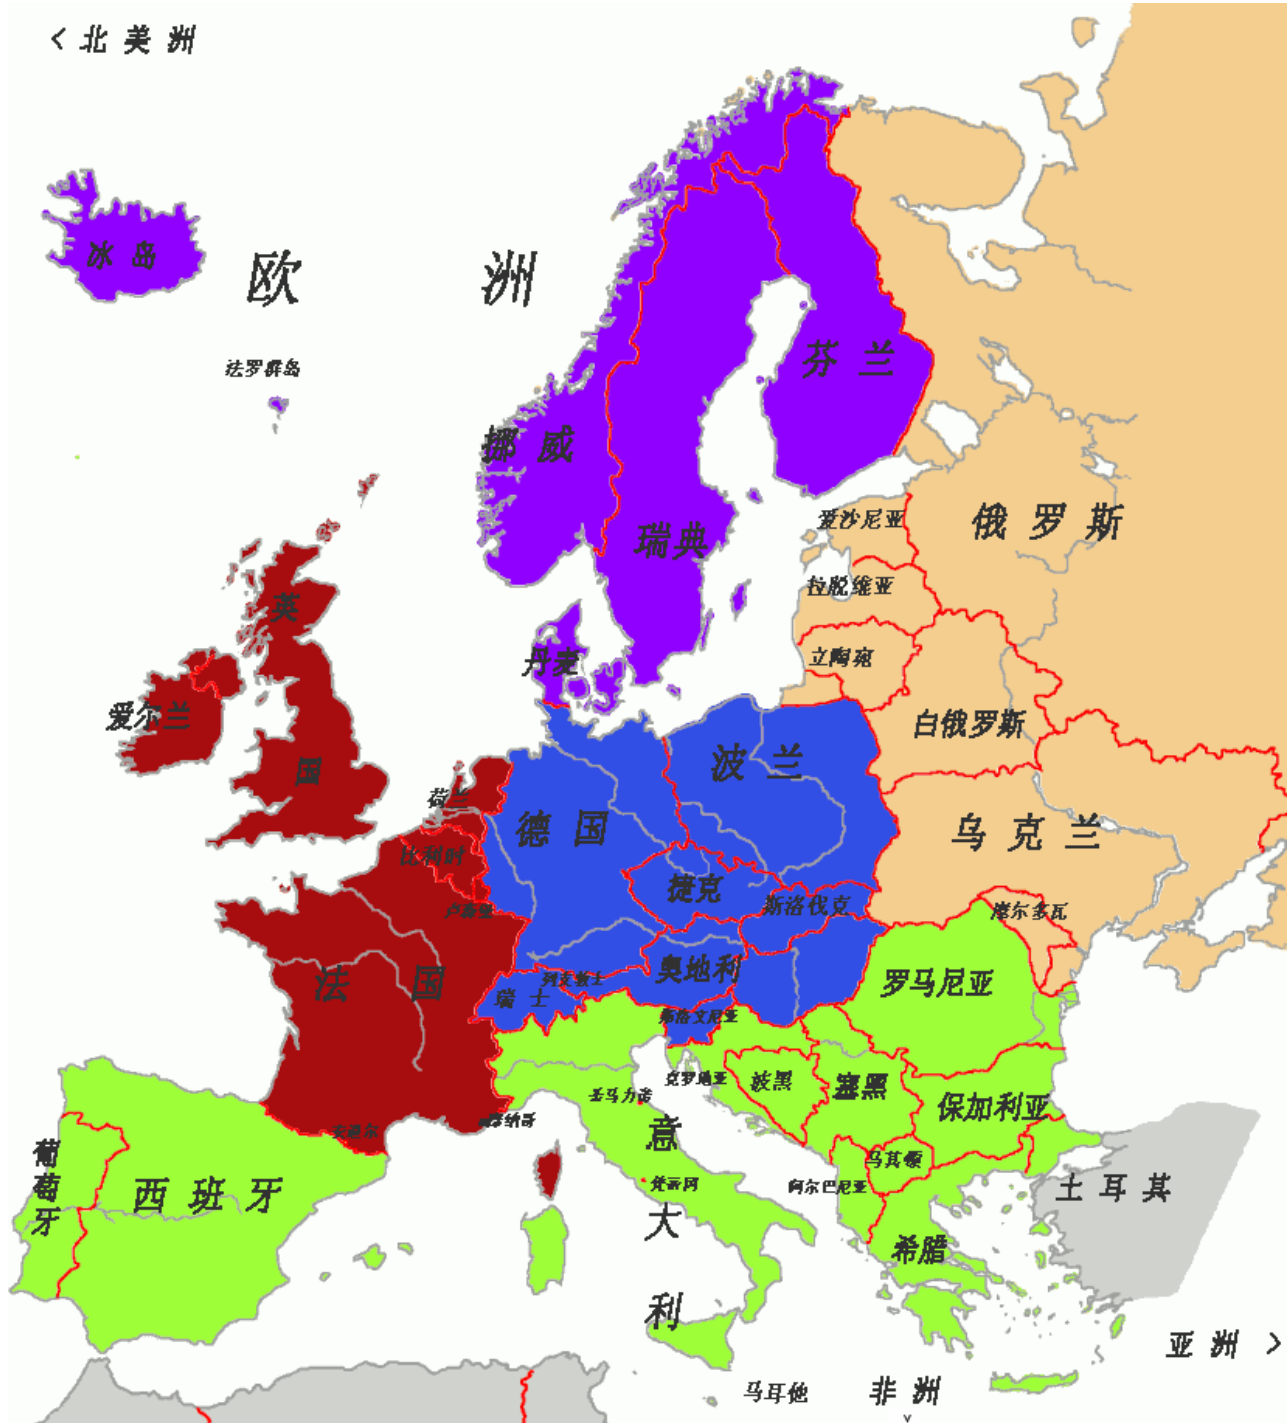 < 北美洲
冰岛
欧洲
法罗群岛
芬兰
挪威
瑞典
俄罗斯
爱沙尼亚
拉脱维亚
英国
立陶宛
丹麦
爱尔兰
白俄罗斯
波兰
荷兰
德国
乌克兰
比利时
捷克
斯洛伐克
卢森堡
摩尔多瓦
法国
奥地利
列支敦士
瑞士
罗马尼亚
斯洛文尼亚
克罗地亚
波黑
塞黑
圣马力诺
保加利亚
摩纳哥
安道尔
意大利
葡萄牙
马其顿
西班牙
梵蒂冈
阿尔巴尼亚
土耳其
希腊
亚洲 >
马耳他
非洲